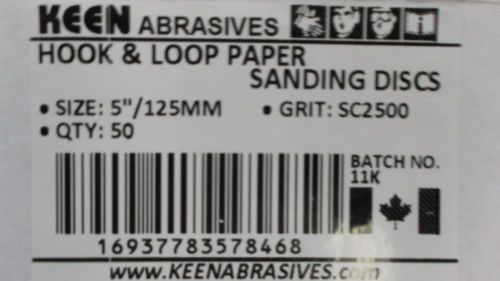 KEEN ABRASIVES
HOOK & LOOP PAPER
SANDING DISCS
• SIZE: 5"/125MM • GRIT: SC2500
• QTY: 50
BATCH NO.
11K
16937783578468
www.KEENABRASIVES.com